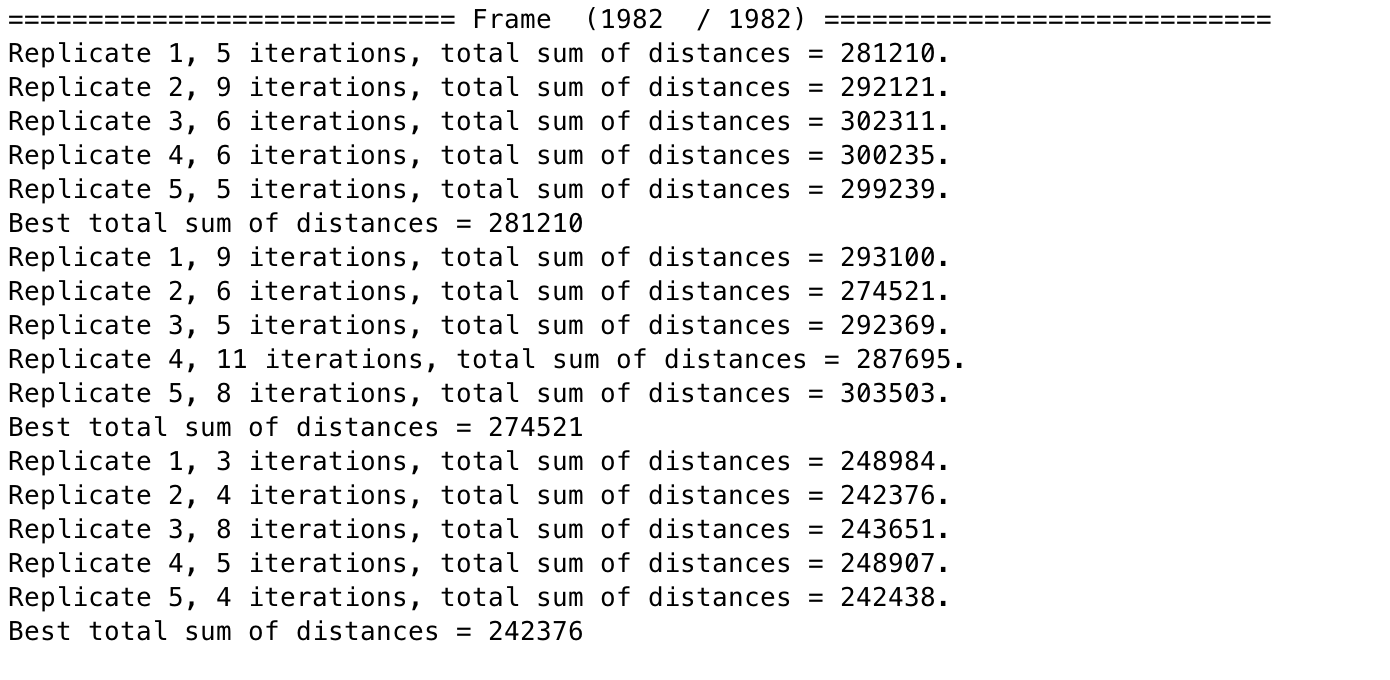 ============================ Frame  (1982  / 1982) ============================
Replicate 1, 5 iterations, total sum of distances = 281210.
Replicate 2, 9 iterations, total sum of distances = 292121.
Replicate 3, 6 iterations, total sum of distances = 302311.
Replicate 4, 6 iterations, total sum of distances = 300235.
Replicate 5, 5 iterations, total sum of distances = 299239.
Best total sum of distances = 281210
Replicate 1, 9 iterations, total sum of distances = 293100.
Replicate 2, 6 iterations, total sum of distances = 274521.
Replicate 3, 5 iterations, total sum of distances = 292369.
Replicate 4, 11 iterations, total sum of distances = 287695.
Replicate 5, 8 iterations, total sum of distances = 303503.
Best total sum of distances = 274521
Replicate 1, 3 iterations, total sum of distances = 248984.
Replicate 2, 4 iterations, total sum of distances = 242376.
Replicate 3, 8 iterations, total sum of distances = 243651.
Replicate 4, 5 iterations, total sum of distances = 248907.
Replicate 5, 4 iterations, total sum of distances = 242438.
Best total sum of distances = 242376